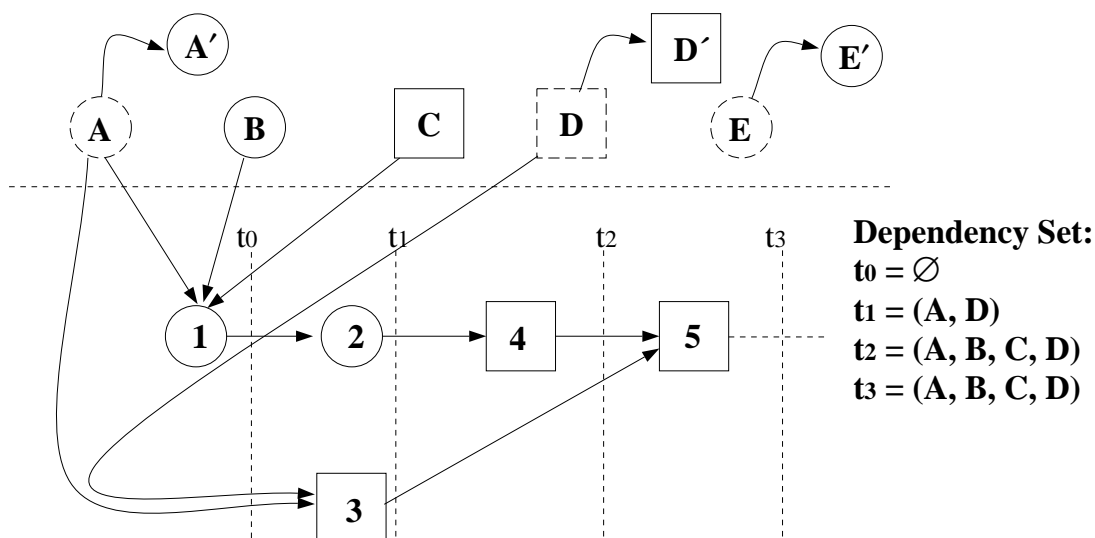 A′
D´
E′
A
B
C
D
E
t0
t1
t2
t3
1
2
4
5
3
Dependency Set:
t0 = ∅
t1 = (A, D)
t2 = (A, B, C, D)
t3 = (A, B, C, D)